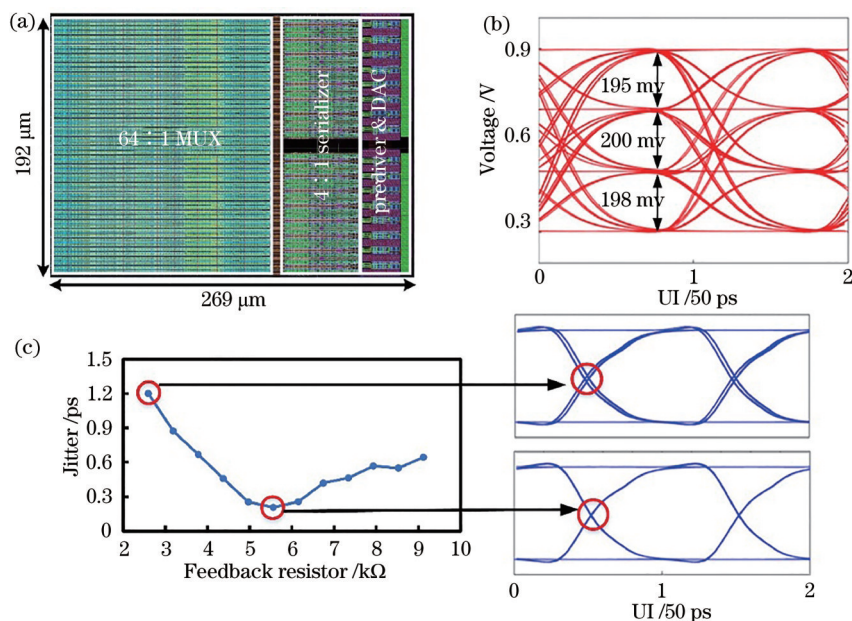 (a)
192 μm
64∶1 MUX
4∶1 serializer
prediver & DAC
269 μm
(b)
Voltage /V
0.9
0.6
0.3
195 mv
200 mv
198 mv
0 1 2
UI /50 ps
(c)
Jitter /ps
1.5
1.2
0.9
0.6
0.3
0
2 3 4 5 6 7 8 9 10
Feedback resistor /kΩ
0 1 2
0 1 2
UI /50 ps